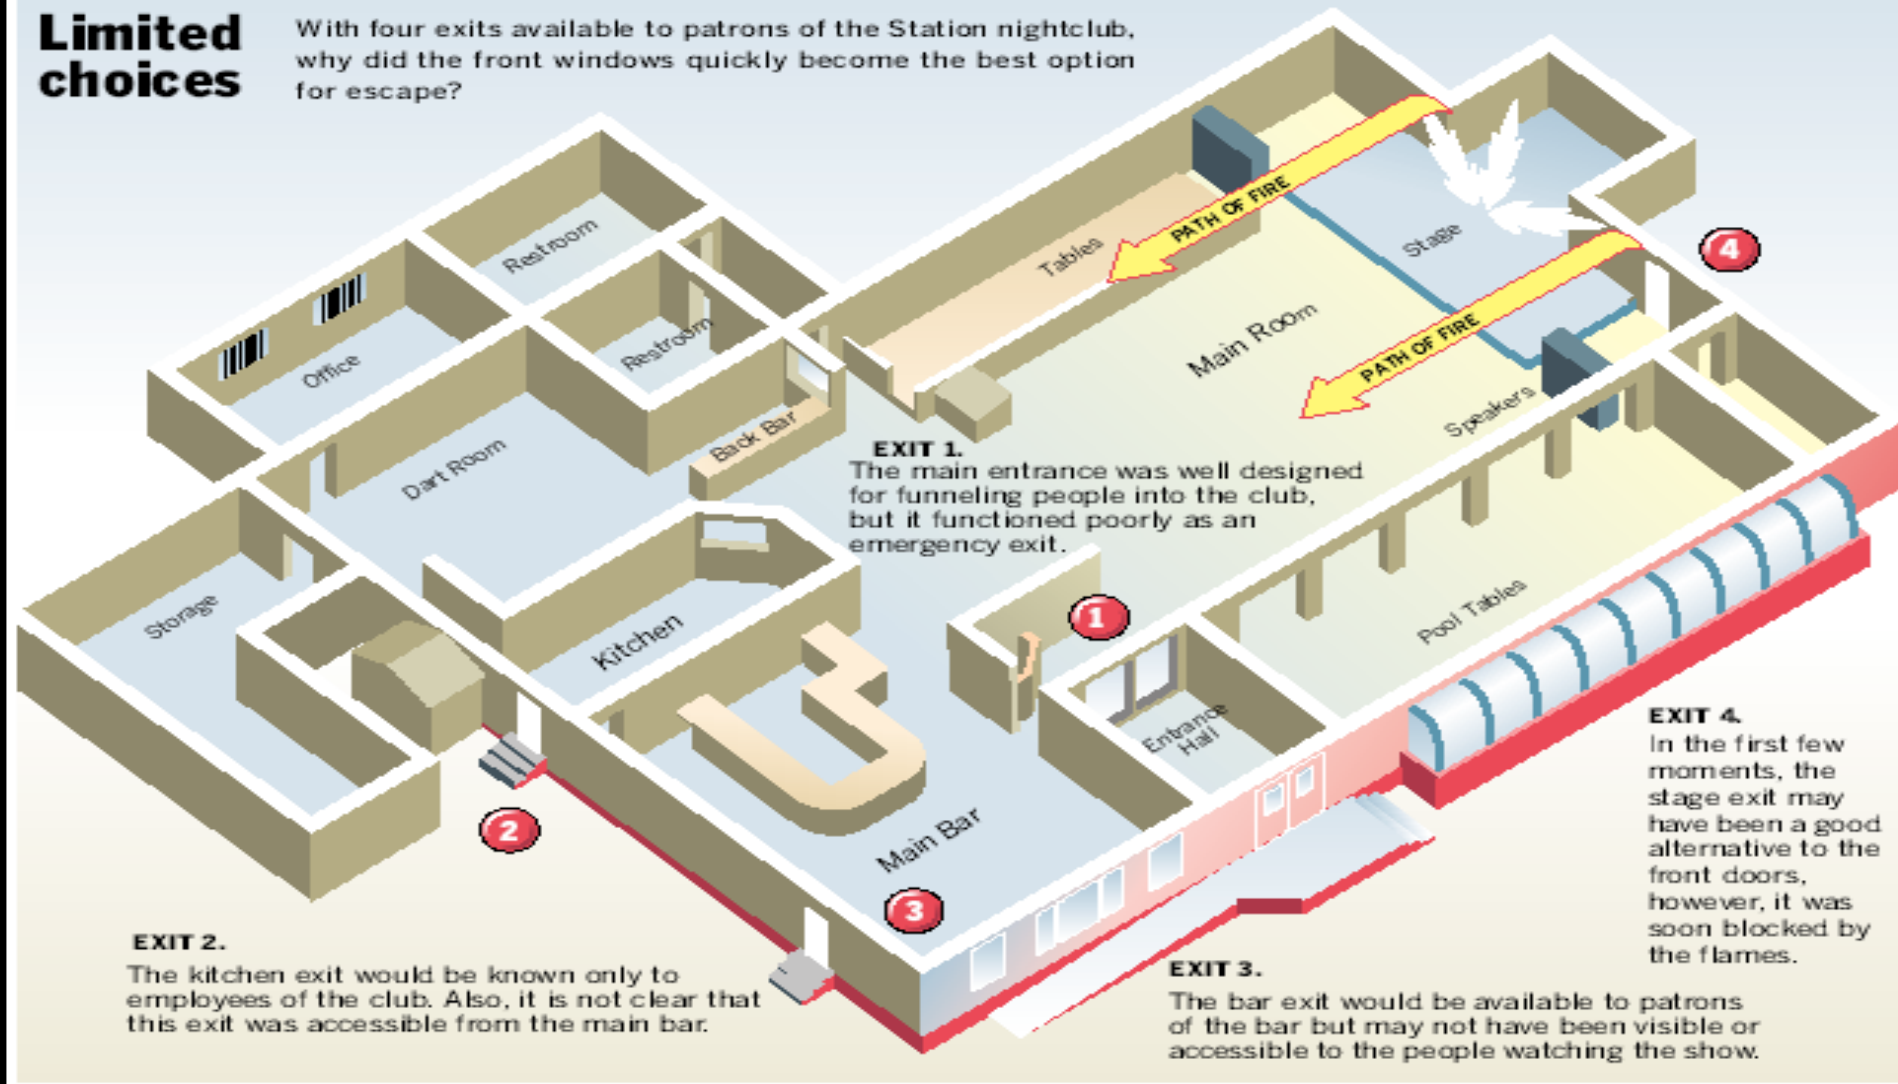 Limited
choices
With four exits available to patrons of the Station nightclub,
why did the front windows quickly become the best option
for escape?
Restroom
Restroom
Office
Dart Room
Back Bar
Storage
Kitchen
Tables
PATH OF FIRE
Stage
4
Main Room
PATH OF FIRE
Speakers
EXIT 1.
The main entrance was well designed
for funneling people into the club,
but it functioned poorly as an
emergency exit.
1
Pool Tables
Entrance
Hall
Main Bar
2
3
EXIT 2.
The kitchen exit would be known only to
employees of the club. Also, it is not clear that
this exit was accessible from the main bar.
EXIT 3.
The bar exit would be available to patrons
of the bar but may not have been visible or
accessible to the people watching the show.
EXIT 4.
In the first few
moments, the
stage exit may
have been a good
alternative to the
front doors,
however, it was
soon blocked by
the flames.